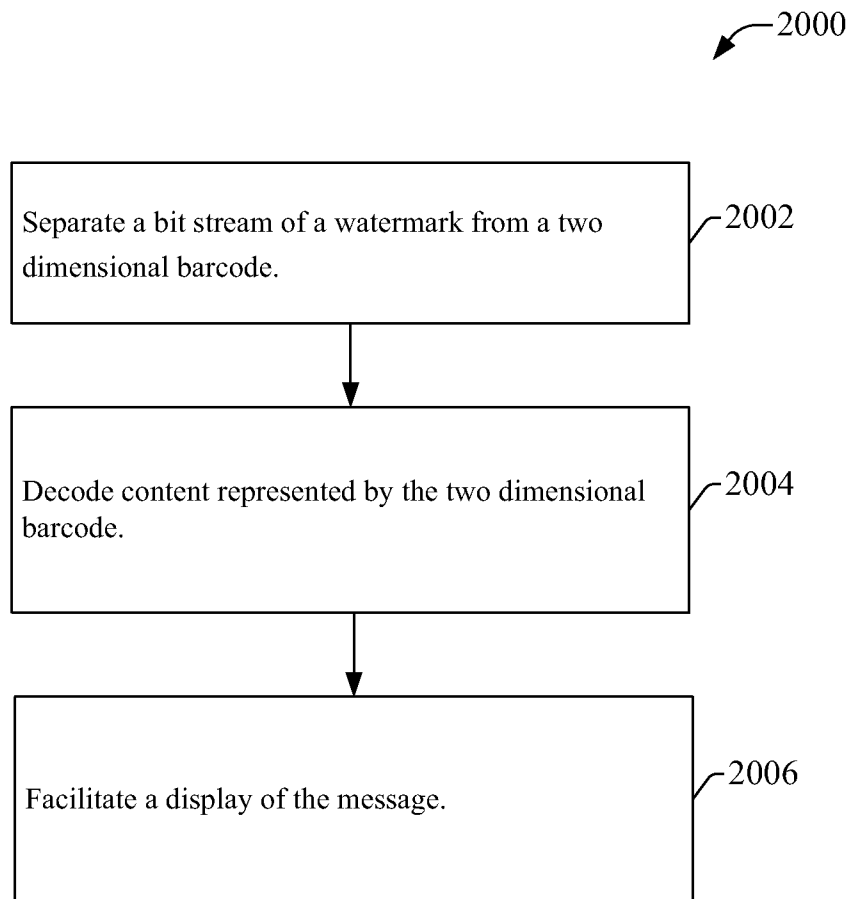 2000
Separate a bit stream of a watermark from a two
dimensional barcode.
2002
Decode content represented by the two dimensional
barcode.
2004
Facilitate a display of the message.
2006